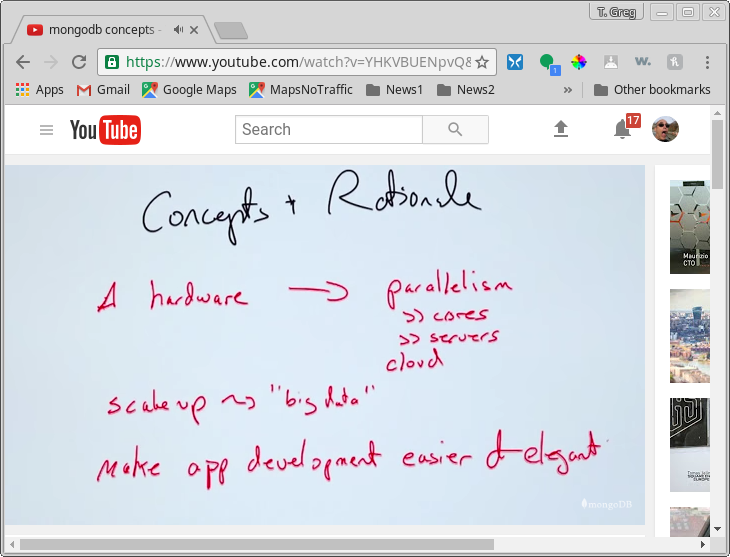 T. Greg
mongodb concepts -
https://www.youtube.com/watch?v=YHKVBUENpvQ&
1
Apps Gmail Google Maps MapsNoTraffic News1 News2 » Other bookmarks
YouTube
Search
17
Concepts + Rationale
Δ hardware → parallelism
>> cores
>> servers
cloud
scale up ~> "big data"
Make app development easier & elegant
mongoDB
Maurizio
CTO